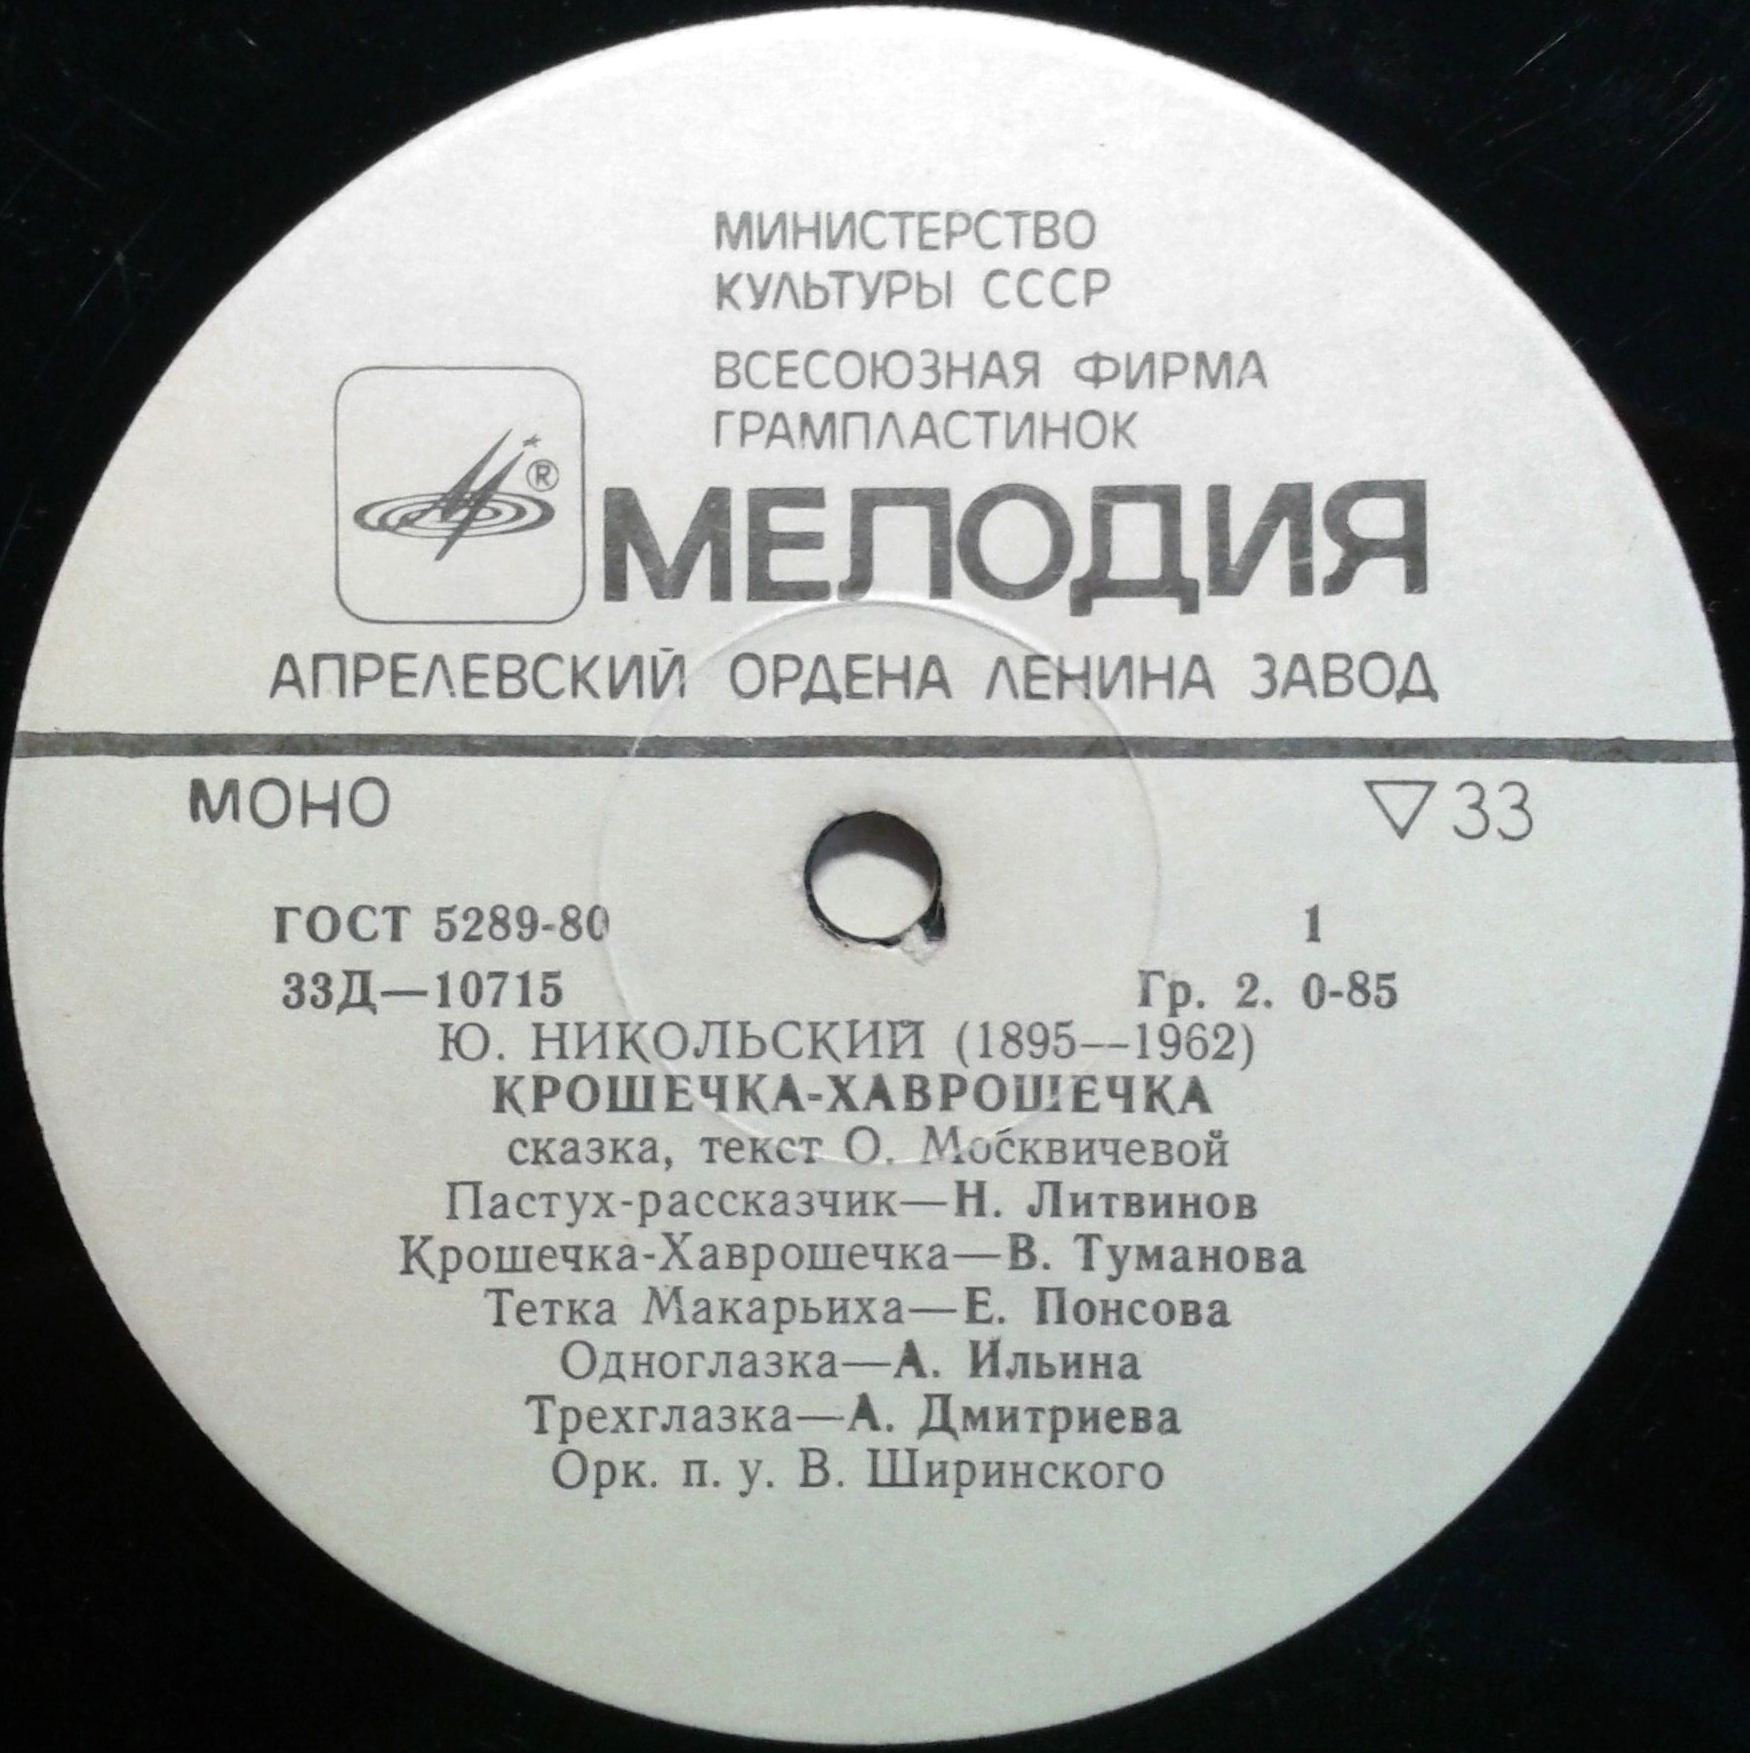 МИНИСТЕРСТВО
КУЛЬТУРЫ СССР
ВСЕСОЮЗНАЯ ФИРМА
ГРАМПЛАСТИНОК
®
МЕЛОДИЯ
АПРЕЛЕВСКИЙ ОРДЕНА ЛЕНИНА ЗАВОД
МОНО ▽33
ГОСТ 5289-80 1
33Д—10715 Гр. 2. 0-85
Ю. НИКОЛЬСКИЙ (1895—1962)
КРОШЕЧКА-ХАВРОШЕЧКА
сказка, текст О. Москвичевой
Пастух-рассказчик—Н. Литвинов
Крошечка-Хаврошечка—В. Туманова
Тетка Макарьиха—Е. Понсова
Одноглазка—А. Ильина
Трехглазка—А. Дмитриева
Орк. п. у. В. Ширинского